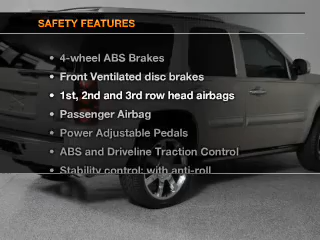 SAFETY FEATURES
• 4-wheel ABS Brakes
• Front Ventilated disc brakes
• 1st, 2nd and 3rd row head airbags
• Passenger Airbag
• Power Adjustable Pedals
• ABS and Driveline Traction Control
• Stability control: with anti-roll